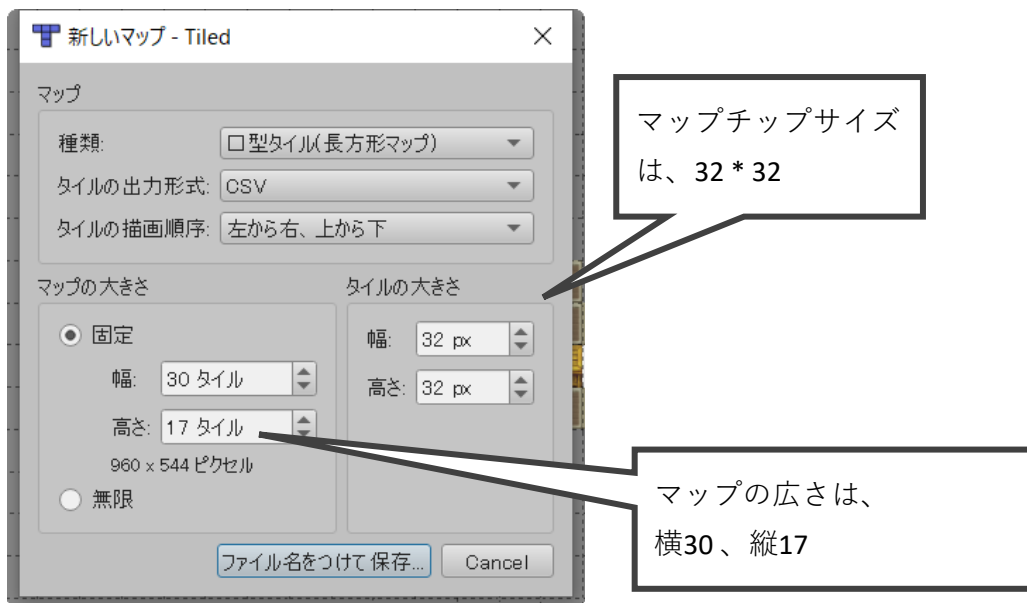 新しいマップ - Tiled
マップ
種類: 口型タイル(長方形マップ)
タイルの出力形式: CSV
タイルの描画順序: 左から右、上から下
マップの大きさ
固定
幅: 30 タイル
高さ: 17 タイル
960 x 544 ピクセル
無限
タイルの大きさ
幅: 32 px
高さ: 32 px
ファイル名をつけて保存...
Cancel
マップチップサイズ
は、32 * 32
マップの広さは、
横30 、縦17